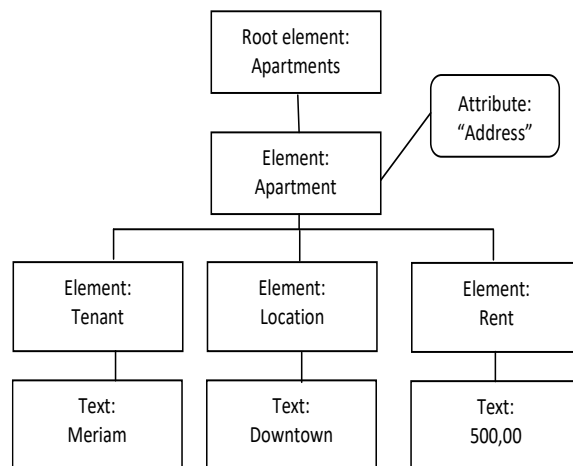 Root element:
Apartments
Attribute:
“Address”
Element:
Apartment
Element:
Tenant
Element:
Location
Element:
Rent
Text:
Meriam
Text:
Downtown
Text:
500,00